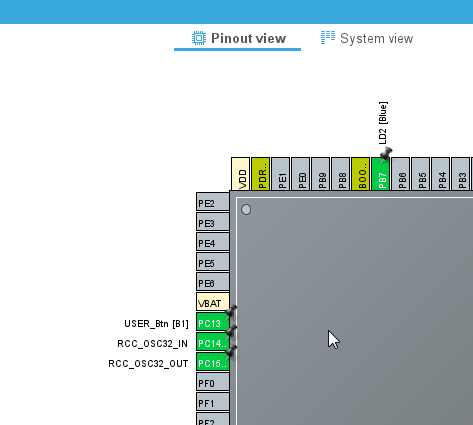 Pinout view
System view
LD2 [Blue]
VDD
PDR..
PE1
PE0
PB9
PB8
BOO..
PB7
PB6
PB5
PB4
PB3
PE2
PE3
PE4
PE5
PE6
VBAT
USER_Btn [B1] PC13
RCC_OSC32_IN PC14..
RCC_OSC32_OUT PC15..
PF0
PF1
PF2